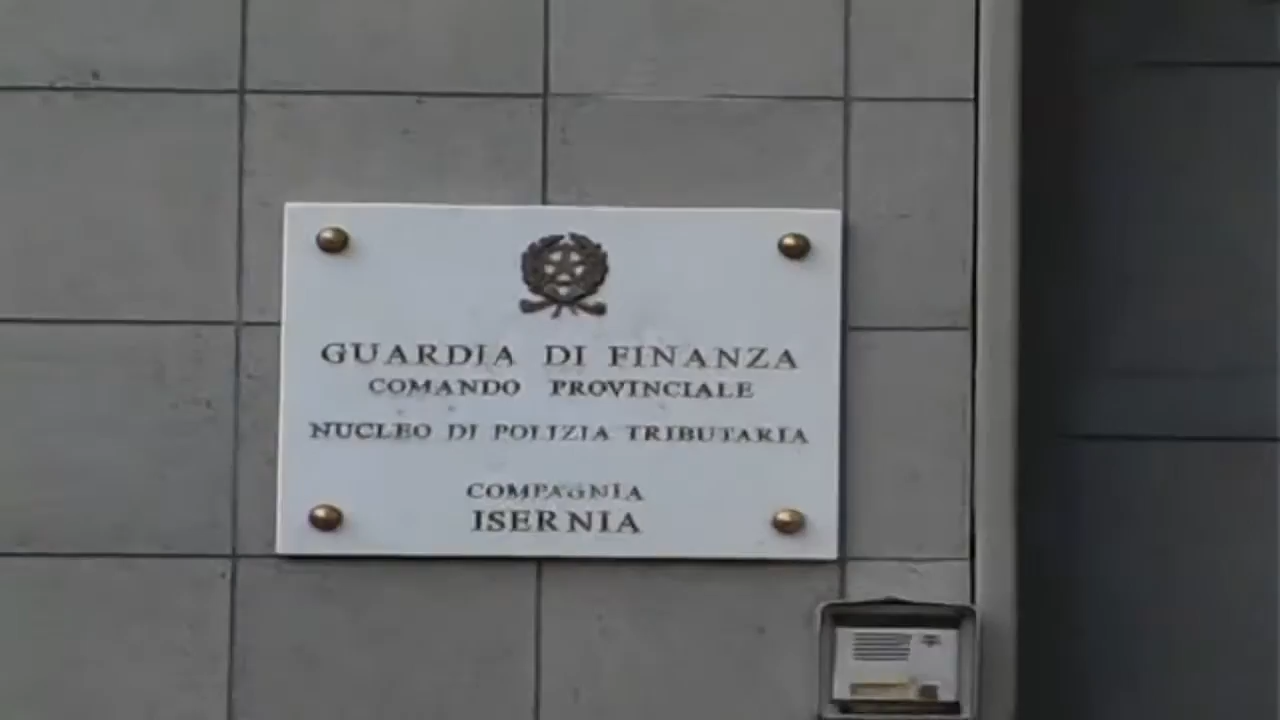 GUARDIA DI FINANZA
COMANDO PROVINCIALE
NUCLEO DI POLIZIA TRIBUTARIA
COMPAGNIA
ISERNIA